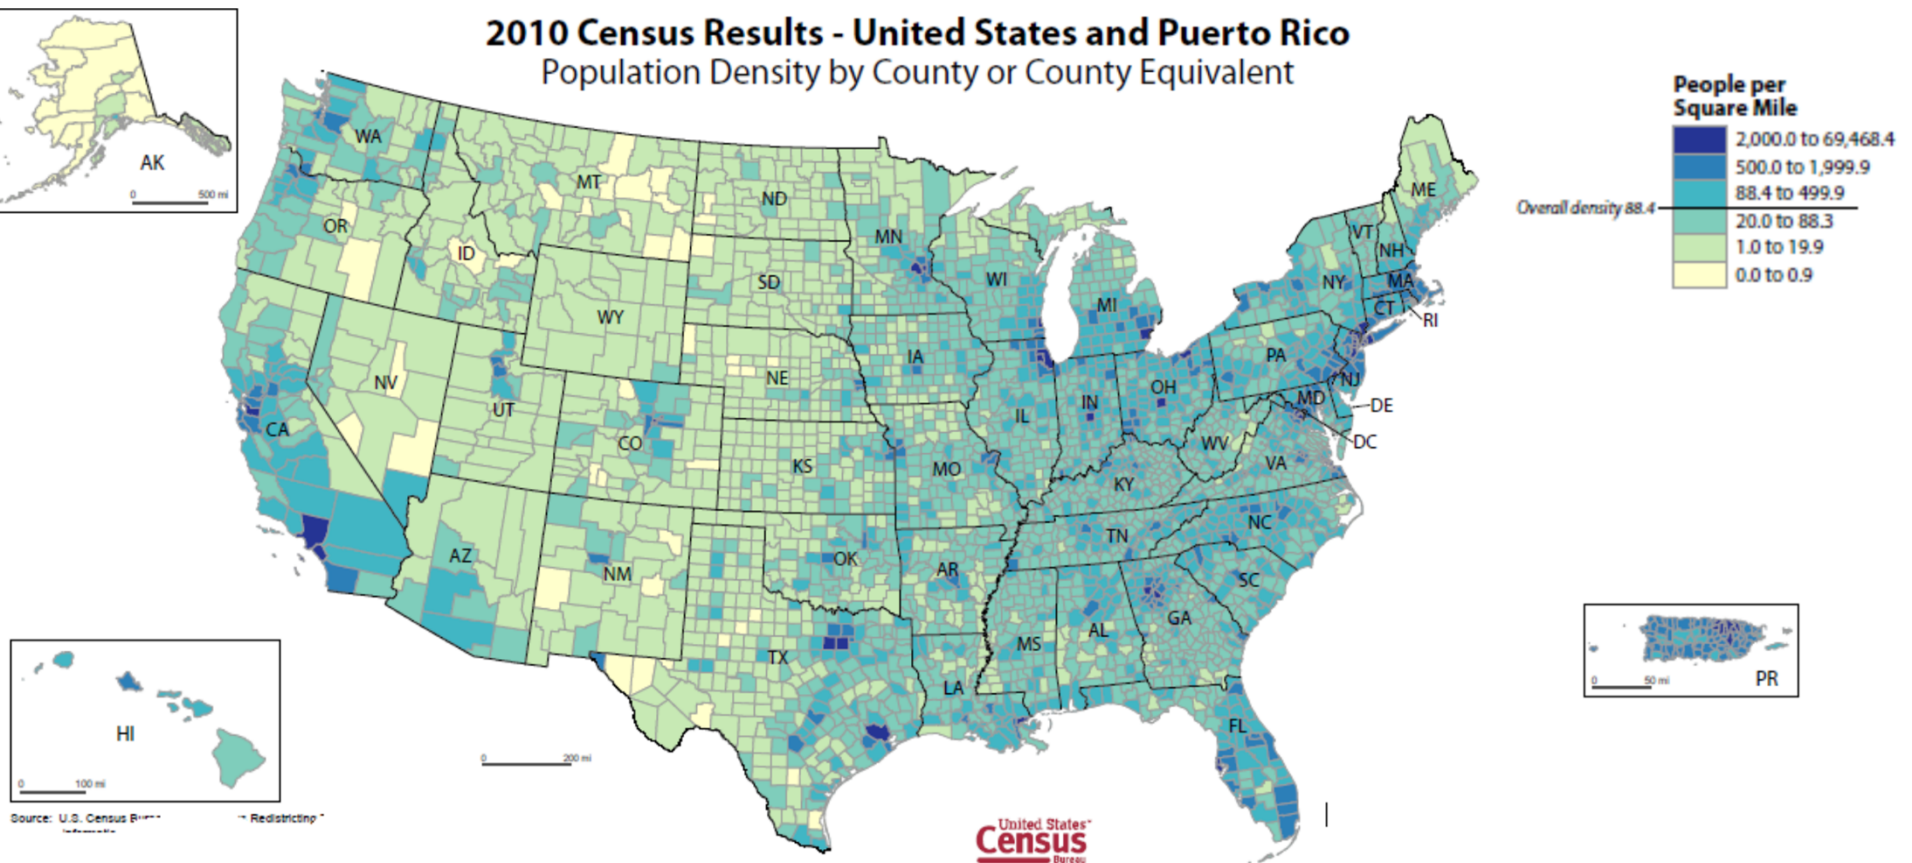 2010 Census Results - United States and Puerto Rico
Population Density by County or County Equivalent
People per
Square Mile
2,000.0 to 69,468.4
500.0 to 1,999.9
88.4 to 499.9
Overall density 88.4
20.0 to 88.3
1.0 to 19.9
0.0 to 0.9
AK
0 500 mi
WA
MT
ND
MN
ME
OR
ID
SD
WI
MI
VT
NH
NY
MA
CT
RI
WY
IA
NE
PA
NJ
NV
UT
CO
IL
IN
OH
MD
DE
DC
CA
KS
MO
WV
VA
KY
AZ
NM
OK
AR
TN
NC
SC
TX
LA
MS
AL
GA
FL
HI
0 100 mi
0 200 mi
PR
0 50 mi
Source: U.S. Census
Redistricting
United States™
Census
Bureau